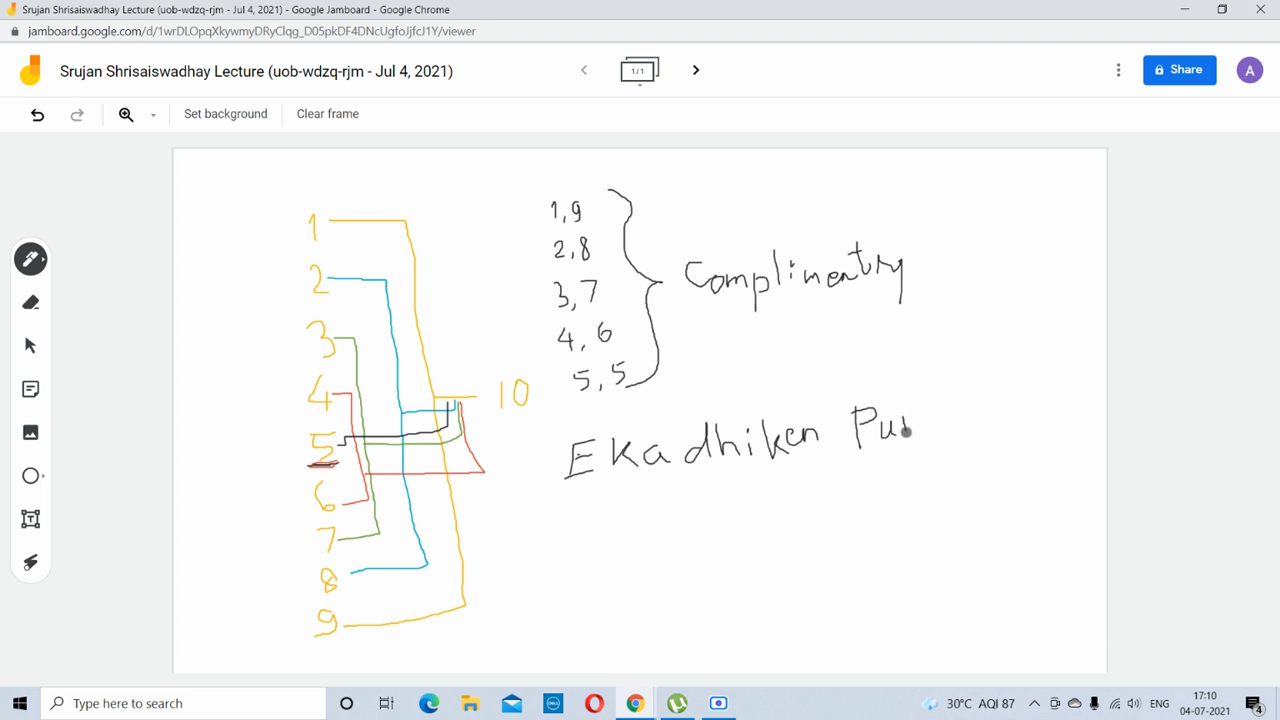 Srujan Shrisaiswadhay Lecture (uob-wdzq-rjm - Jul 4, 2021) - Google Jamboard - Google Chrome
jamboard.google.com/d/1wrDLOpqXkywmyDRyClqg_D05pkDF4DNcUgfoJjfcJ1Y/viewer
Srujan Shrisaiswadhay Lecture (uob-wdzq-rjm - Jul 4, 2021)
1/1
Share
A
Set background
Clear frame
1
2
3
4
5
6
7
8
9
10
1,9
2,8
3,7
4,6
5,5
Complimentry
Ekadhiken Pu
Type here to search
DELL
30°C AQI 87
ENG
17:10
04-07-2021
4